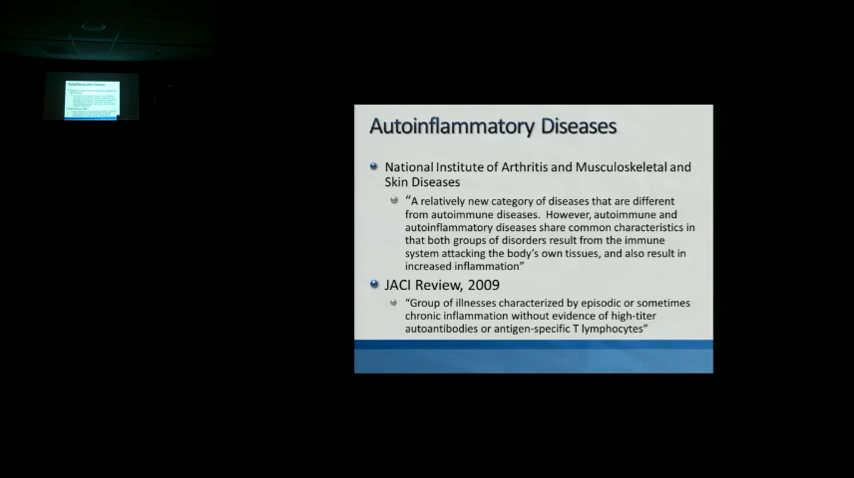 Autoinflammatory Diseases
National Institute of Arthritis and Musculoskeletal and
Skin Diseases
“A relatively new category of diseases that are different
from autoimmune diseases. However, autoimmune and
autoinflammatory diseases share common characteristics in
that both groups of disorders result from the immune
system attacking the body’s own tissues, and also result in
increased inflammation”
JACI Review, 2009
“Group of illnesses characterized by episodic or sometimes
chronic inflammation without evidence of high-titer
autoantibodies or antigen-specific T lymphocytes”